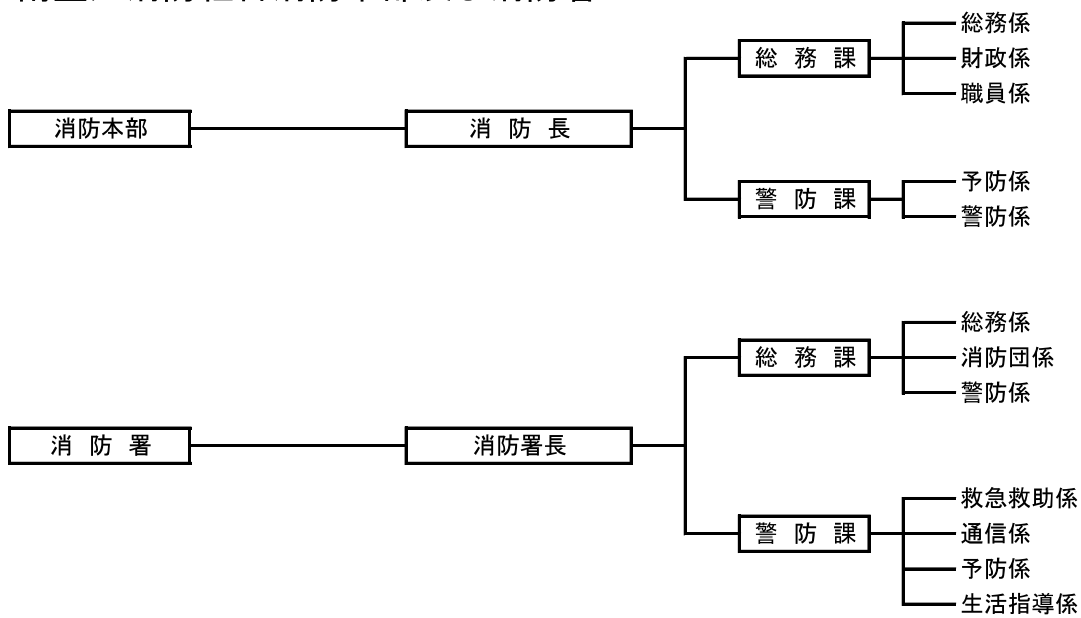 総務課
総務係
財政係
職員係
消防本部
消防長
警防課
予防係
警防係
総務課
総務係
消防団係
警防係
消防署
消防署長
警防課
救急救助係
通信係
予防係
生活指導係